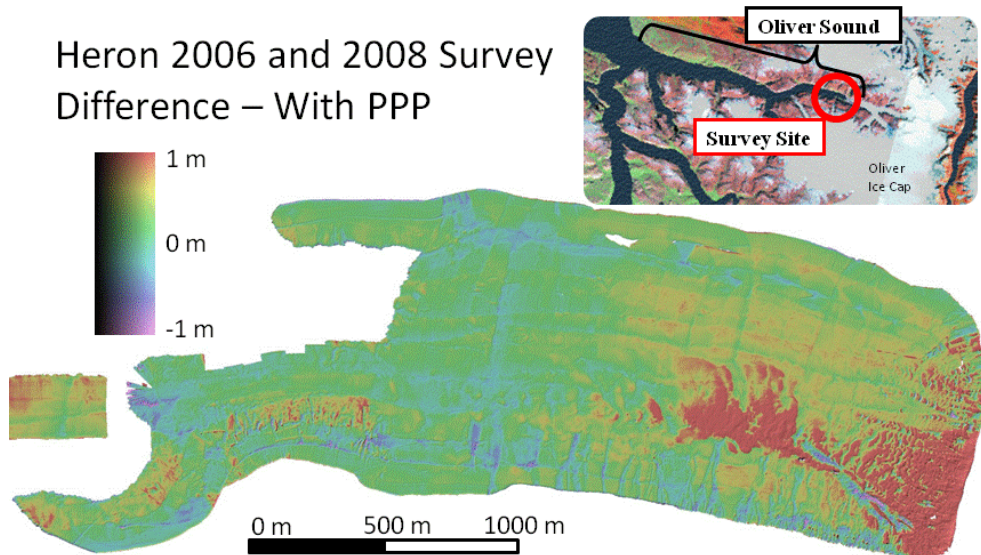 Heron 2006 and 2008 Survey
Difference – With PPP
Oliver Sound
Survey Site
Oliver
Ice Cap
1 m
0 m
-1 m
0 m 500 m 1000 m